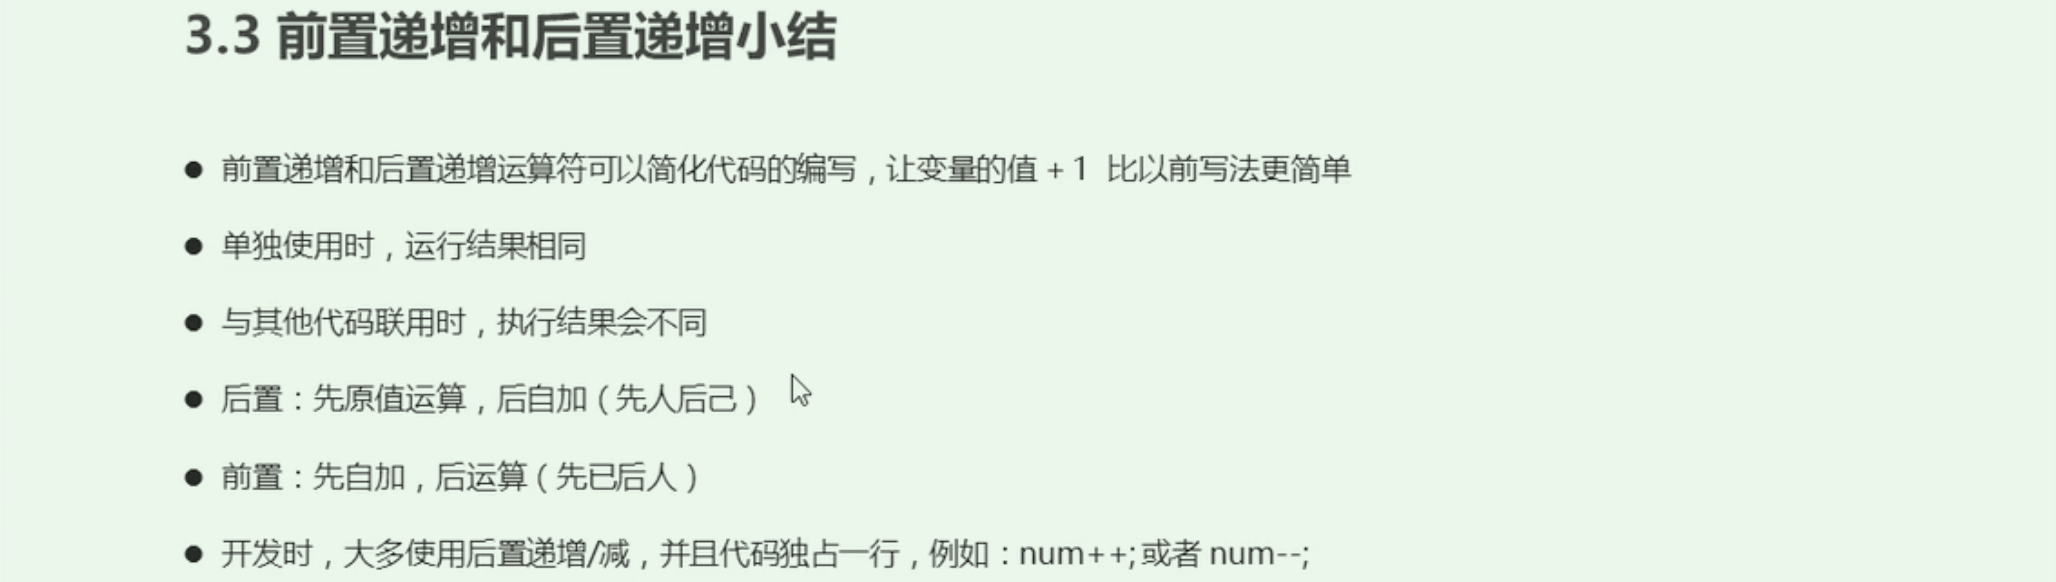 3.3 前置递增和后置递增小结
● 前置递增和后置递增运算符可以简化代码的编写，让变量的值 + 1 比以前写法更简单
● 单独使用时，运行结果相同
● 与其他代码联用时，执行结果会不同
● 后置：先原值运算，后自加（先人后己）
● 前置：先自加，后运算（先已后人）
● 开发时，大多使用后置递增/减，并且代码独占一行，例如：num++; 或者 num--;